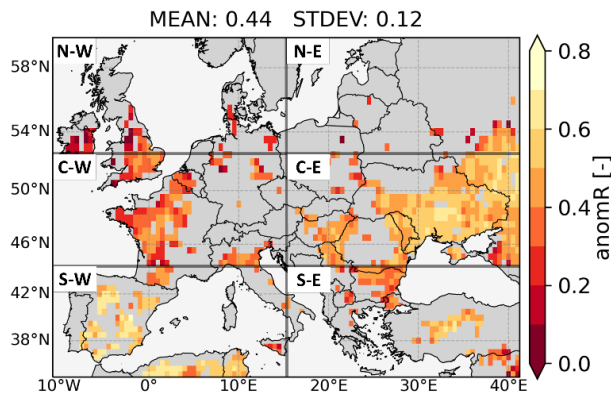 MEAN: 0.44 STDEV: 0.12
N-W
N-E
C-W
C-E
S-W
S-E
58°N
54°N
50°N
46°N
42°N
38°N
10°W
0°E
10°E
20°E
30°E
40°E
0.8
0.6
0.4
0.2
0.0
anomR [-]